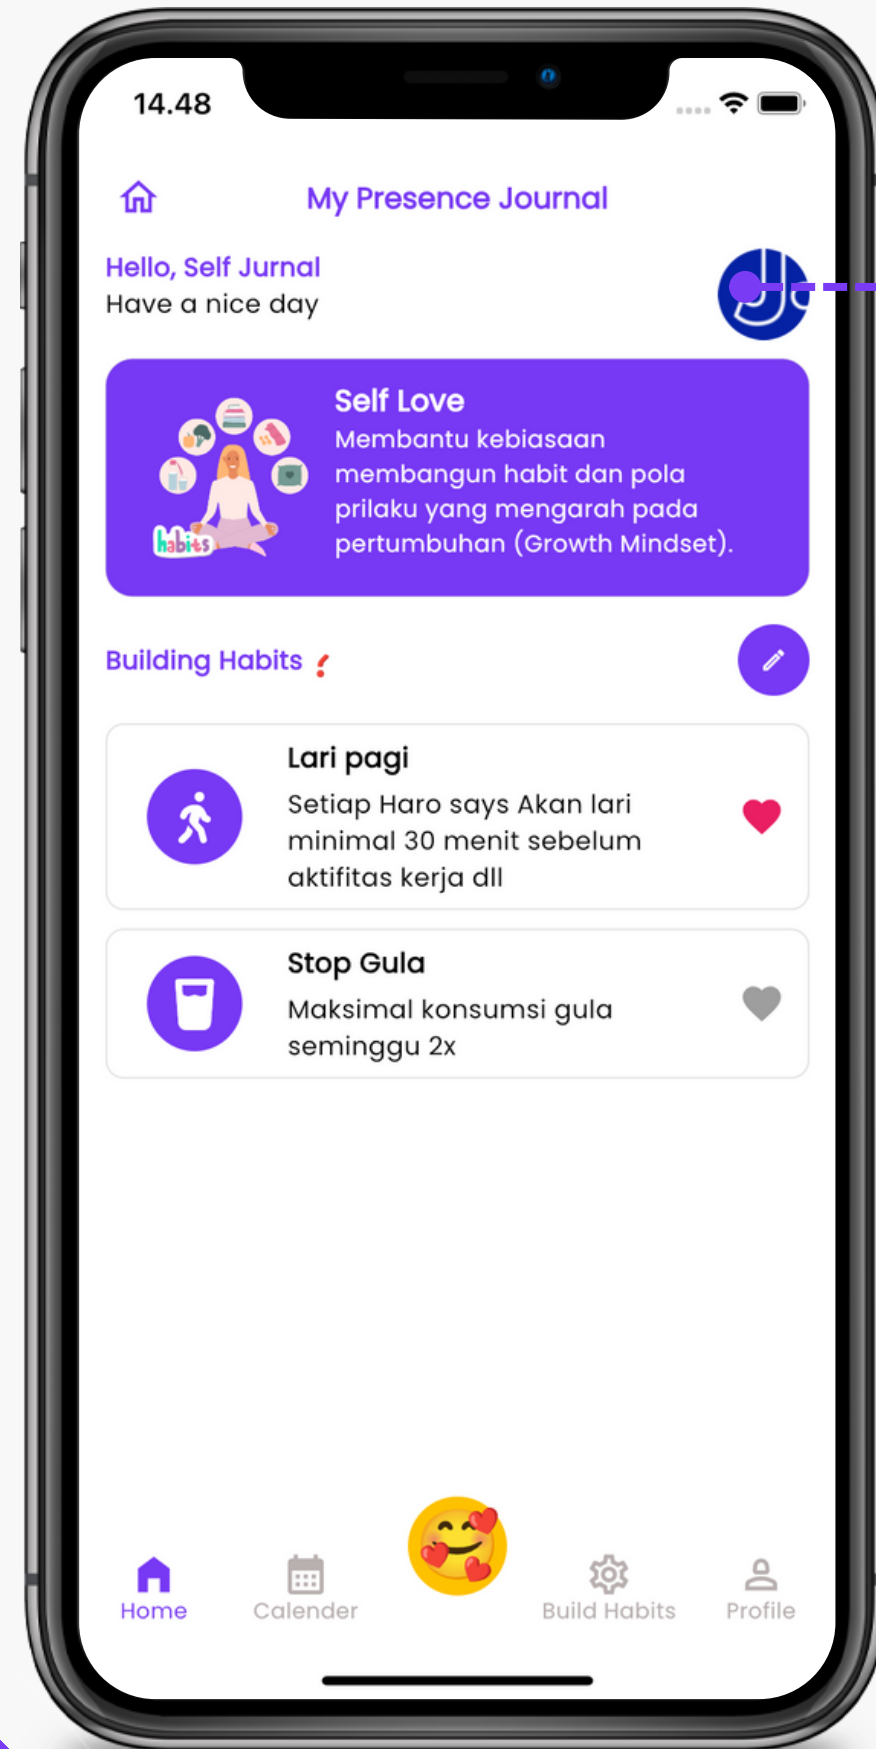 14.48
My Presence Journal
Hello, Self Jurnal
Have a nice day
Self Love
Membantu kebiasaan
membangun habit dan pola
prilaku yang mengarah pada
pertumbuhan (Growth Mindset).
habits
Building Habits
Lari pagi
Setiap Haro says Akan lari
minimal 30 menit sebelum
aktifitas kerja dll
Stop Gula
Maksimal konsumsi gula
seminggu 2x
Home
Calender
Build Habits
Profile